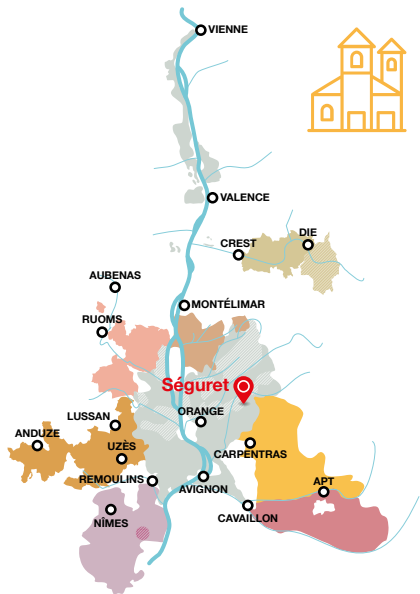 VIENNE
VALENCE
DIE
CREST
AUBENAS
MONTÉLIMAR
RUOMS
Séguret
ORANGE
LUSSAN
ANDUZE
UZÈS
CARPENTRAS
REMOULINS
AVIGNON
APT
NÎMES
CAVAILLON